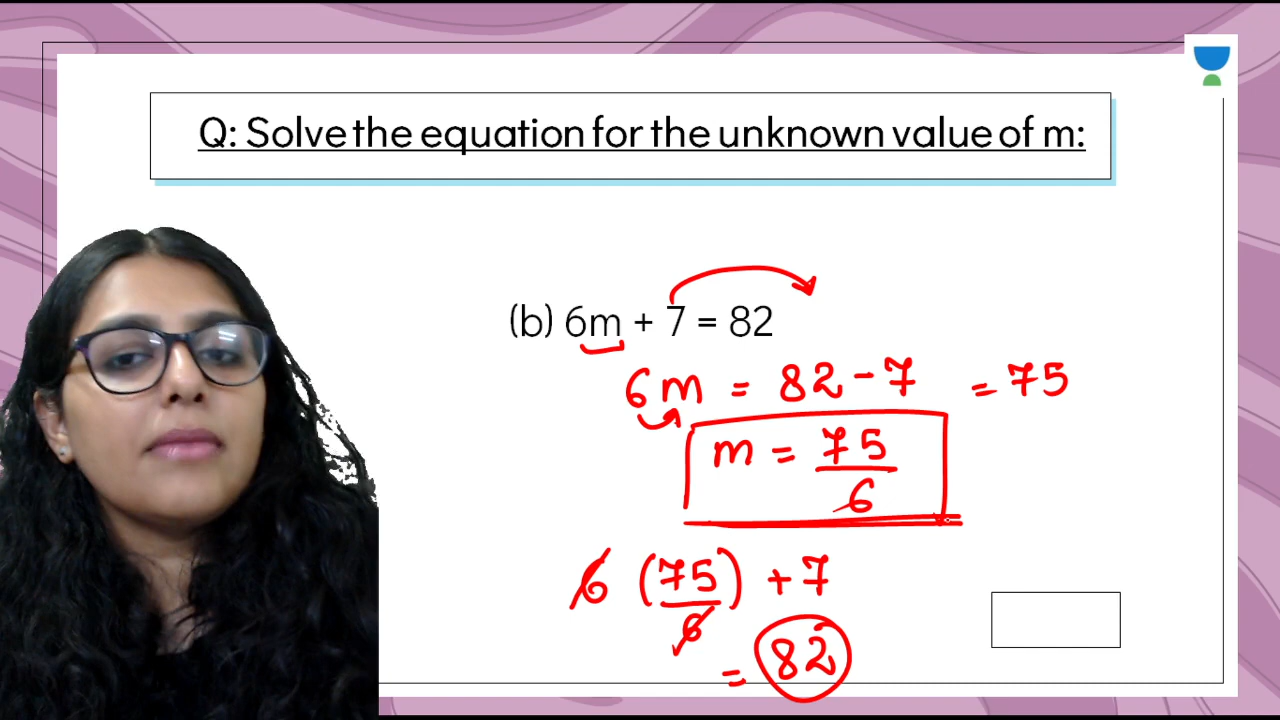 Q: Solve the equation for the unknown value of m:
(b) 6m + 7 = 82
6m = 82 - 7 = 75
m = 75/6
6 (75/6) + 7
= 82